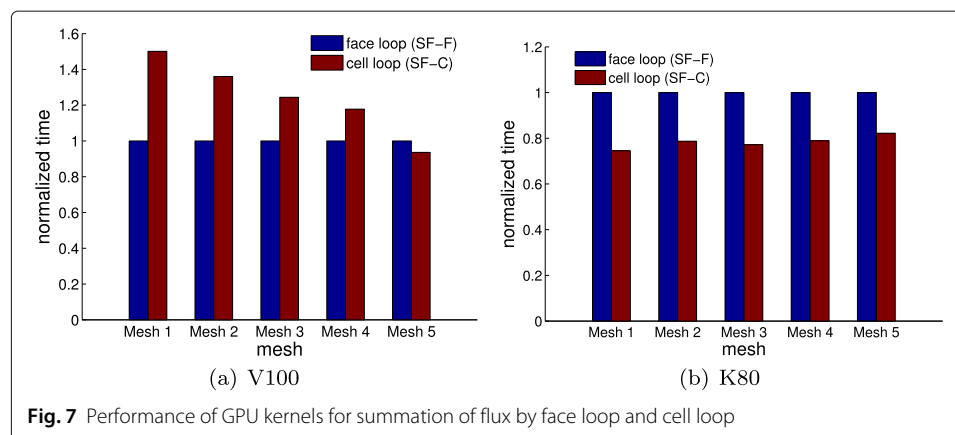 1.6
1.4
1.2
1
0.8
0.6
0.4
0.2
0
normalized time
face loop (SF-F)
cell loop (SF-C)
Mesh 1 Mesh 2 Mesh 3 Mesh 4 Mesh 5
mesh
(a) V100
1.2
1
0.8
0.6
0.4
0.2
0
normalized time
face loop (SF-F)
cell loop (SF-C)
Mesh 1 Mesh 2 Mesh 3 Mesh 4 Mesh 5
mesh
(b) K80
Fig. 7 Performance of GPU kernels for summation of flux by face loop and cell loop